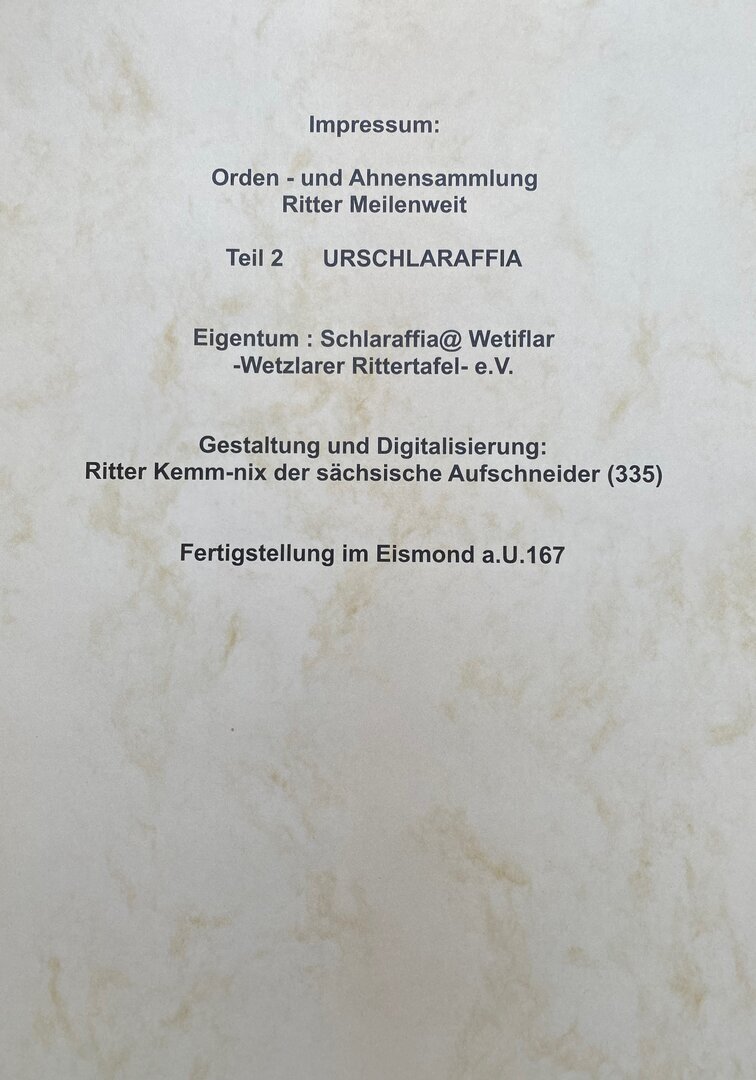 Impressum:
Orden - und Ahnensammlung
Ritter Meilenweit
Teil 2 URSCHLARAFFIA
Eigentum : Schlaraffia@ Wetiflar
-Wetzlarer Rittertafel- e.V.
Gestaltung und Digitalisierung:
Ritter Kemm-nix der sächsische Aufschneider (335)
Fertigstellung im Eismond a.U.167